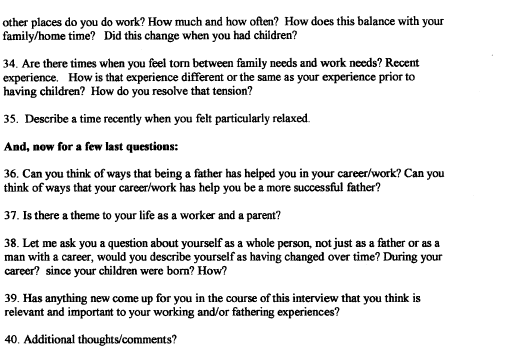 other places do you do work? How much and how often? How does this balance with your
family/home time? Did this change when you had children?
34. Are there times when you feel torn between family needs and work needs? Recent
experience. How is that experience different or the same as your experience prior to
having children? How do you resolve that tension?
35. Describe a time recently when you felt particularly relaxed.
And, now for a few last questions:
36. Can you think of ways that being a father has helped you in your career/work? Can you
think of ways that your career/work has help you be a more successful father?
37. Is there a theme to your life as a worker and a parent?
38. Let me ask you a question about yourself as a whole person, not just as a father or as a
man with a career, would you describe yourself as having changed over time? During your
career? since your children were born? How?
39. Has anything new come up for you in the course of this interview that you think is
relevant and important to your working and/or fathering experiences?
40. Additional thoughts/comments?